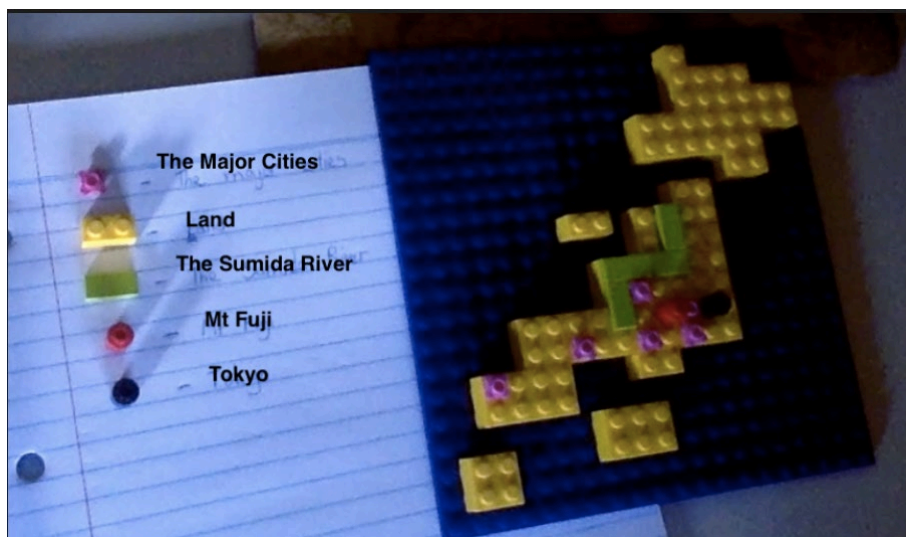 The Major Cities
Land
The Sumida River
Mt Fuji
Tokyo